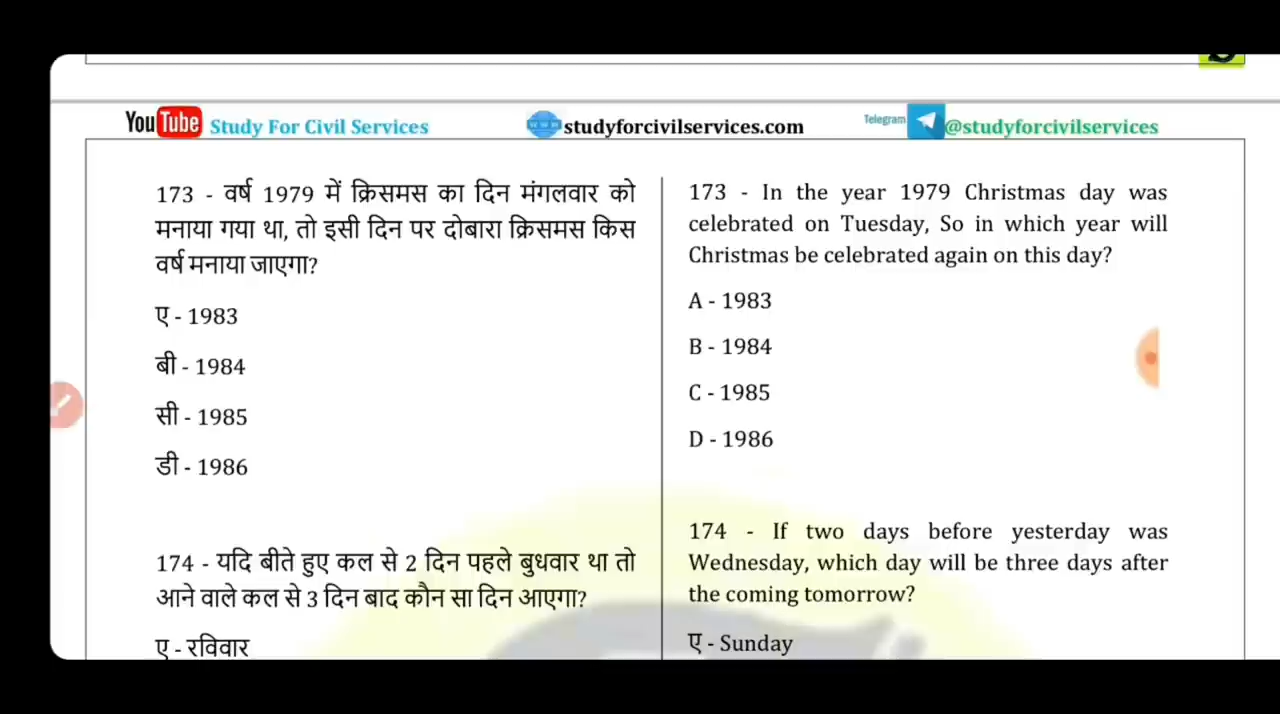 YouTube Study For Civil Services
www studyforcivilservices.com
Telegram @studyforcivilservices
173 - वर्ष 1979 में क्रिसमस का दिन मंगलवार को
मनाया गया था, तो इसी दिन पर दोबारा क्रिसमस किस
वर्ष मनाया जाएगा?
ए - 1983
बी - 1984
सी - 1985
डी - 1986
174 - यदि बीते हुए कल से 2 दिन पहले बुधवार था तो
आने वाले कल से 3 दिन बाद कौन सा दिन आएगा?
ए - रविवार
173 - In the year 1979 Christmas day was
celebrated on Tuesday, So in which year will
Christmas be celebrated again on this day?
A - 1983
B - 1984
C - 1985
D - 1986
174 - If two days before yesterday was
Wednesday, which day will be three days after
the coming tomorrow?
ए - Sunday